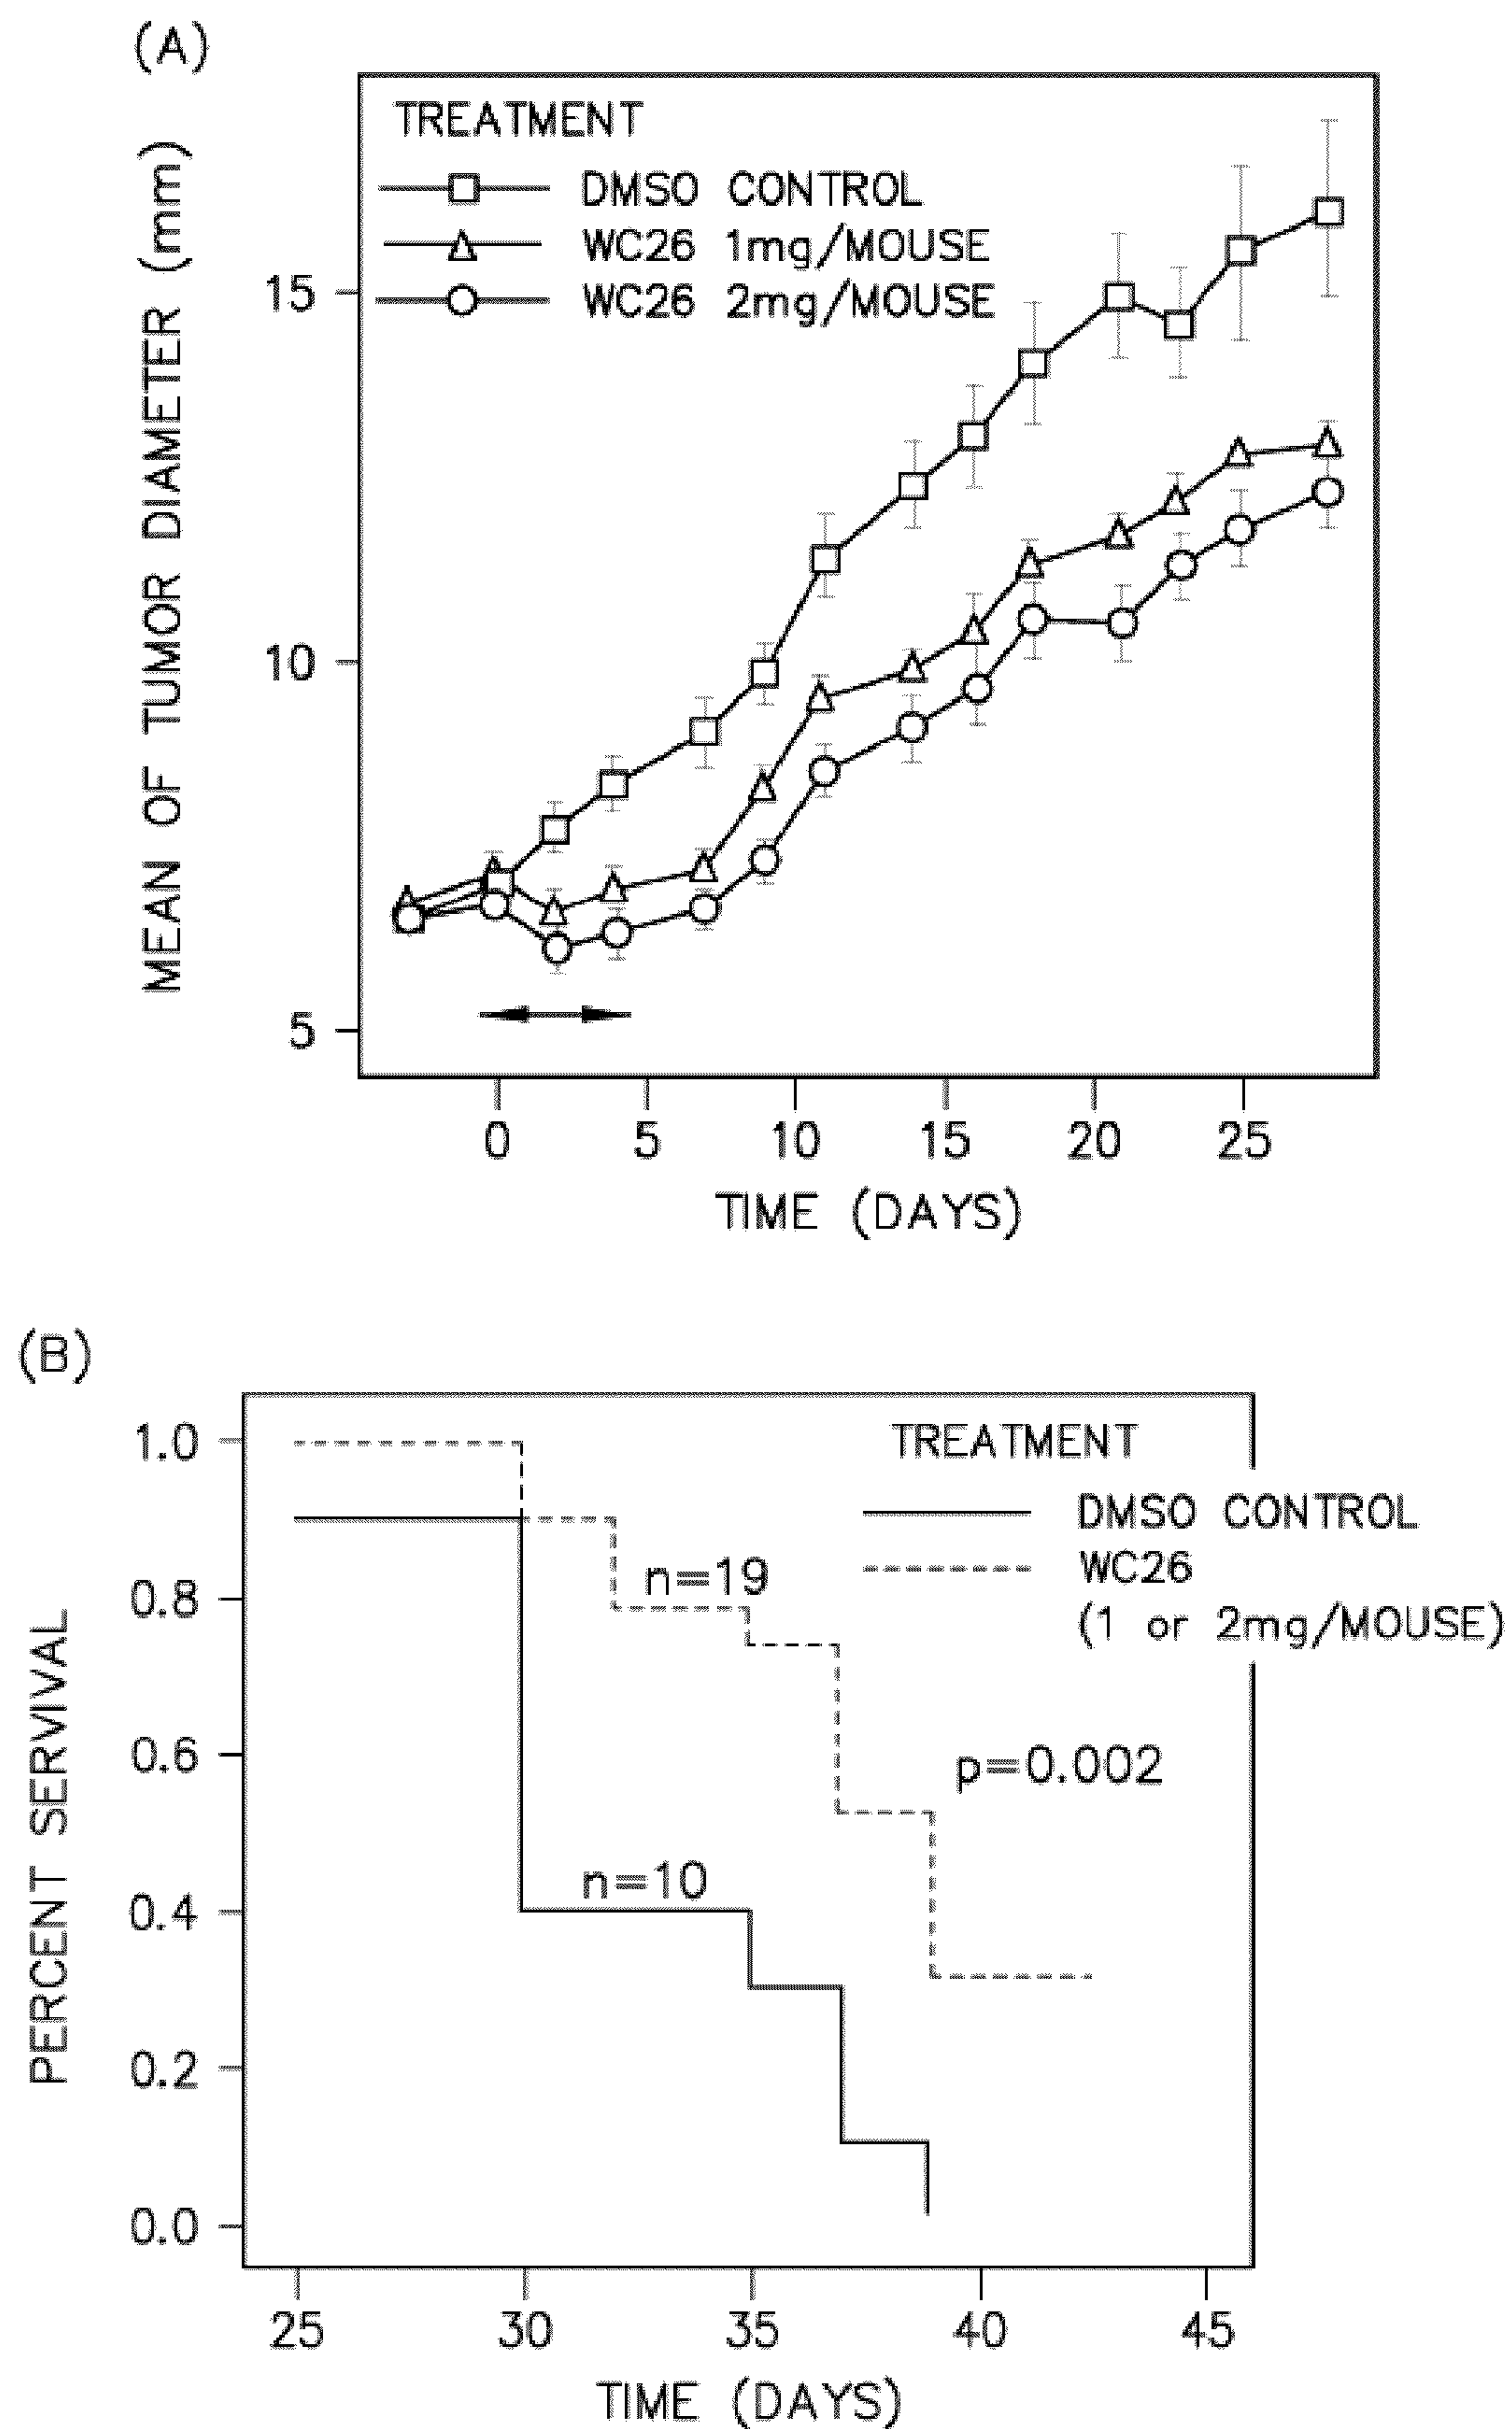 (A)
TREATMENT
DMSO CONTROL
WC26 1mg/MOUSE
WC26 2mg/MOUSE
MEAN OF TUMOR DIAMETER (mm)
15
10
5
0 5 10 15 20 25
TIME (DAYS)
(B)
TREATMENT
DMSO CONTROL
WC26
(1 or 2mg/MOUSE)
n=19
p=0.002
n=10
PERCENT SERVIVAL
1.0
0.8
0.6
0.4
0.2
0.0
25 30 35 40 45
TIME (DAYS)